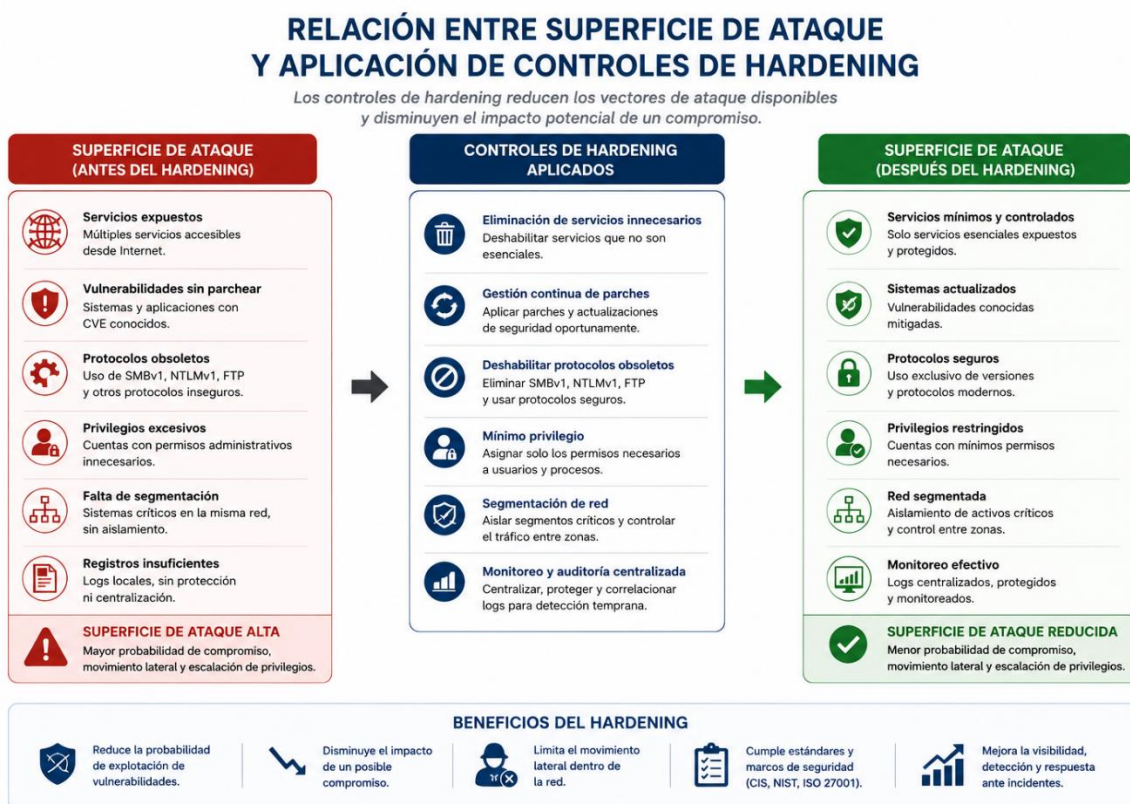 RELACIÓN ENTRE SUPERFICIE DE ATAQUE
Y APLICACIÓN DE CONTROLES DE HARDENING
Los controles de hardening reducen los vectores de ataque disponibles
y disminuyen el impacto potencial de un compromiso.
SUPERFICIE DE ATAQUE
(ANTES DEL HARDENING)
Servicios expuestos
Múltiples servicios accesibles
desde Internet.
Vulnerabilidades sin parchear
Sistemas y aplicaciones con
CVE conocidos.
Protocolos obsoletos
Uso de SMBv1, NTLMv1, FTP
y otros protocolos inseguros.
Privilegios excesivos
Cuentas con permisos administrativos
innecesarios.
Falta de segmentación
Sistemas críticos en la misma red,
sin aislamiento.
Registros insuficientes
Logs locales, sin protección
ni centralización.
SUPERFICIE DE ATAQUE ALTA
Mayor probabilidad de compromiso,
movimiento lateral y escalación de privilegios.
CONTROLES DE HARDENING
APLICADOS
Eliminación de servicios innecesarios
Deshabilitar servicios que no son
esenciales.
Gestión continua de parches
Aplicar parches y actualizaciones
de seguridad oportunamente.
Deshabilitar protocolos obsoletos
Eliminar SMBv1, NTLMv1, FTP
y usar protocolos seguros.
Mínimo privilegio
Asignar solo los permisos necesarios
a usuarios y procesos.
Segmentación de red
Aislar segmentos críticos y controlar
el tráfico entre zonas.
Monitoreo y auditoría centralizada
Centralizar, proteger y correlacionar
logs para detección temprana.
SUPERFICIE DE ATAQUE
(DESPUÉS DEL HARDENING)
Servicios mínimos y controlados
Solo servicios esenciales expuestos
y protegidos.
Sistemas actualizados
Vulnerabilidades conocidas
mitigadas.
Protocolos seguros
Uso exclusivo de versiones
y protocolos modernos.
Privilegios restringidos
Cuentas con mínimos permisos
necesarios.
Red segmentada
Aislamiento de activos críticos
y control entre zonas.
Monitoreo efectivo
Logs centralizados, protegidos
y monitoreados.
SUPERFICIE DE ATAQUE REDUCIDA
Menor probabilidad de compromiso,
movimiento lateral y escalación de privilegios.
BENEFICIOS DEL HARDENING
Reduce la probabilidad
de explotación de
vulnerabilidades.
Disminuye el impacto
de un posible
compromiso.
Limita el movimiento
lateral dentro de
la red.
Cumple estándares y
marcos de seguridad
(CIS, NIST, ISO 27001).
Mejora la visibilidad,
detección y respuesta
ante incidentes.